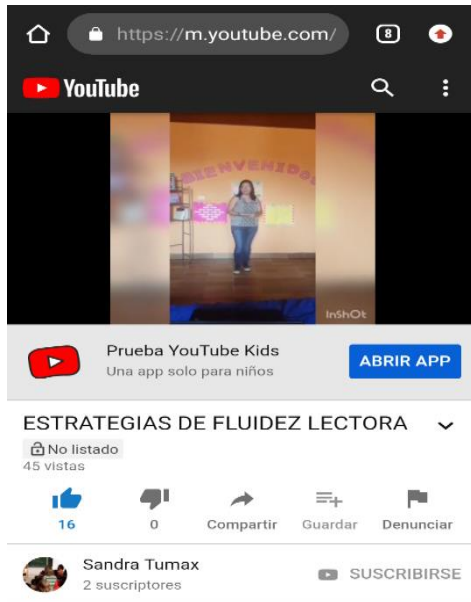 https://m.youtube.com/ 8
YouTube
BIENVENIDOS
InShOt
Prueba YouTube Kids
Una app solo para niños
ABRIR APP
ESTRATEGIAS DE FLUIDEZ LECTORA
No listado
45 vistas
16 0 Compartir Guardar Denunciar
Sandra Tumax
2 suscriptores
SUSCRIBIRSE